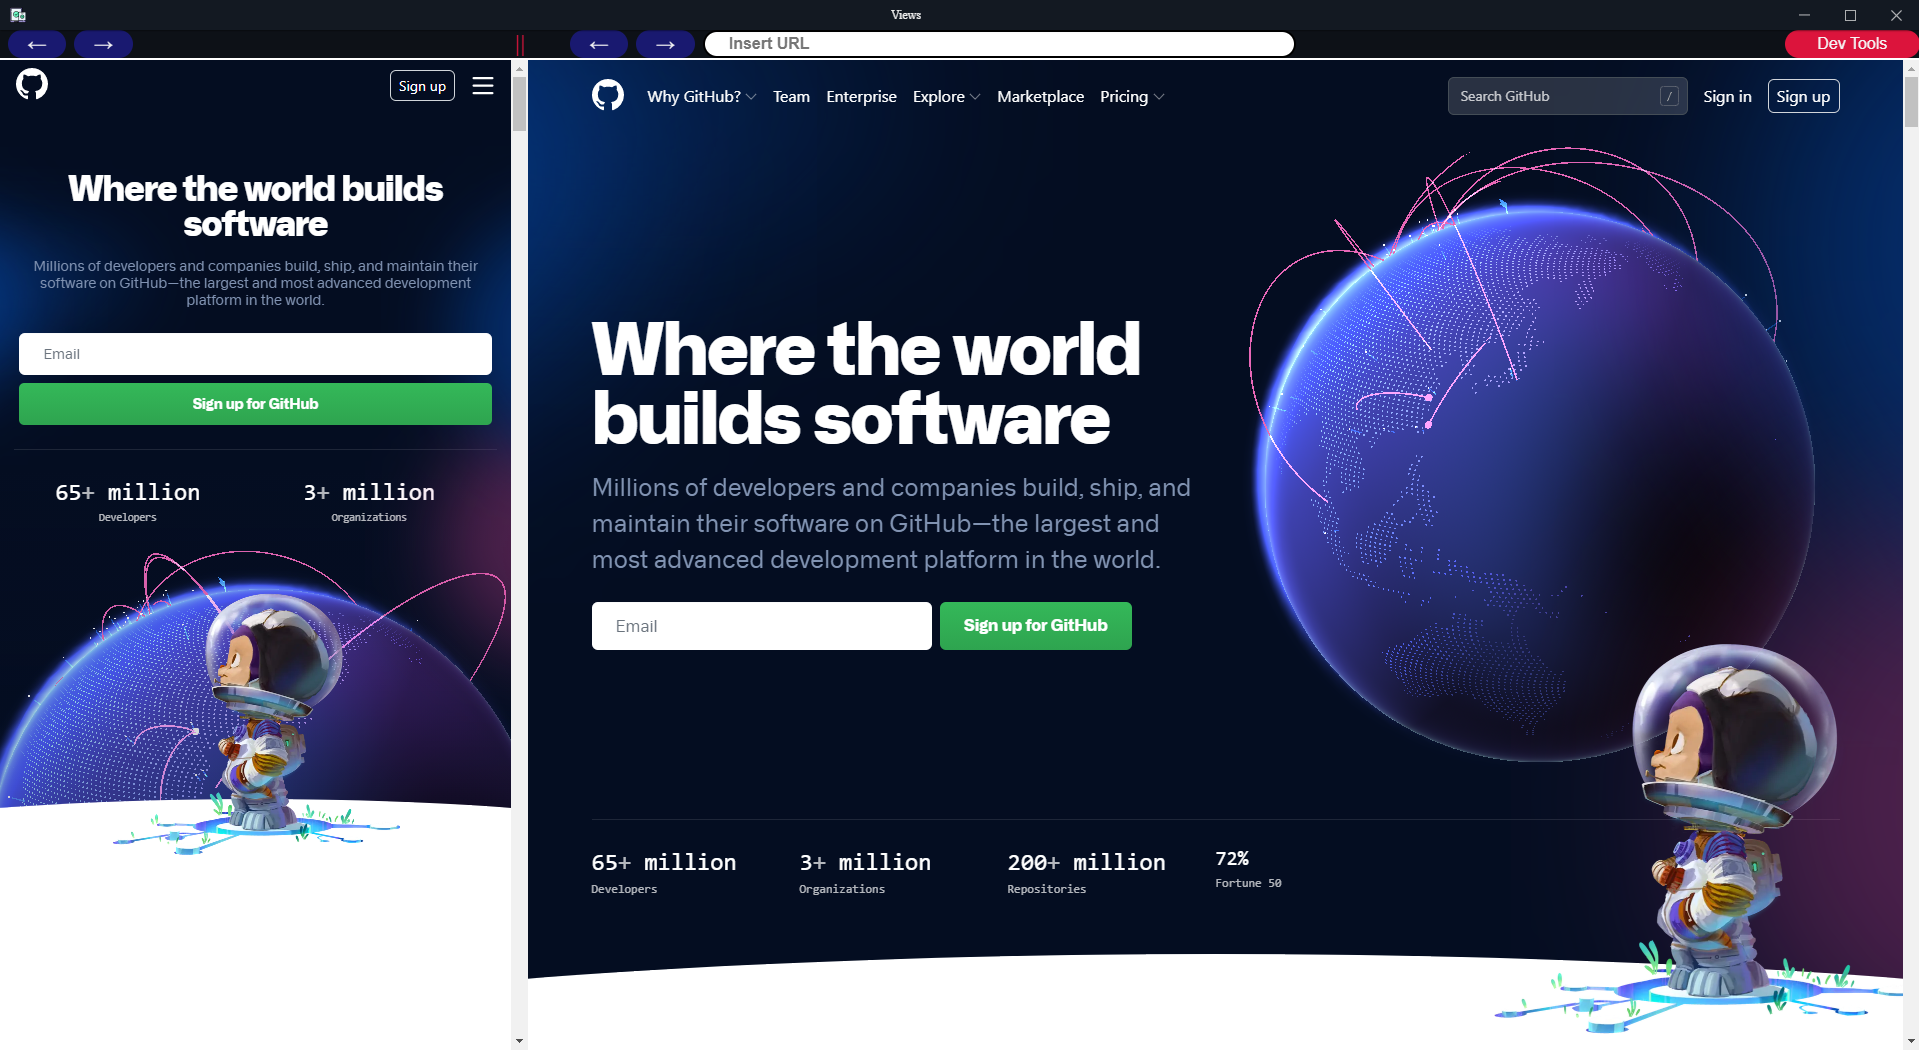 Views
← → || ← → Insert URL Dev Tools
Sign up
Where the world builds
software
Millions of developers and companies build, ship, and maintain their
software on GitHub—the largest and most advanced development
platform in the world.
Email
Sign up for GitHub
65+ million
Developers
3+ million
Organizations
Why GitHub? Team Enterprise Explore Marketplace Pricing
Search GitHub /
Sign in
Sign up
Where the world
builds software
Millions of developers and companies build, ship, and
maintain their software on GitHub—the largest and
most advanced development platform in the world.
Email
Sign up for GitHub
65+ million
Developers
3+ million
Organizations
200+ million
Repositories
72%
Fortune 50